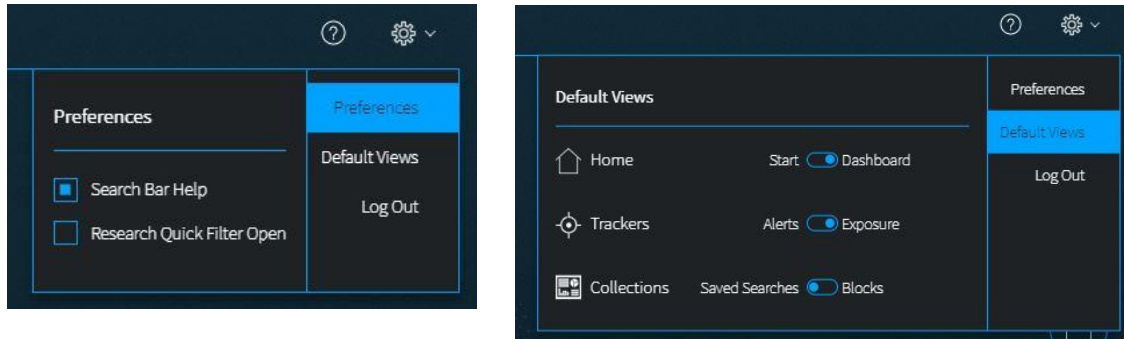 Preferences
Search Bar Help
Research Quick Filter Open
Preferences
Default Views
Log Out
Default Views
Home Start Dashboard
Trackers Alerts Exposure
Collections Saved Searches Blocks
Preferences
Default Views
Log Out